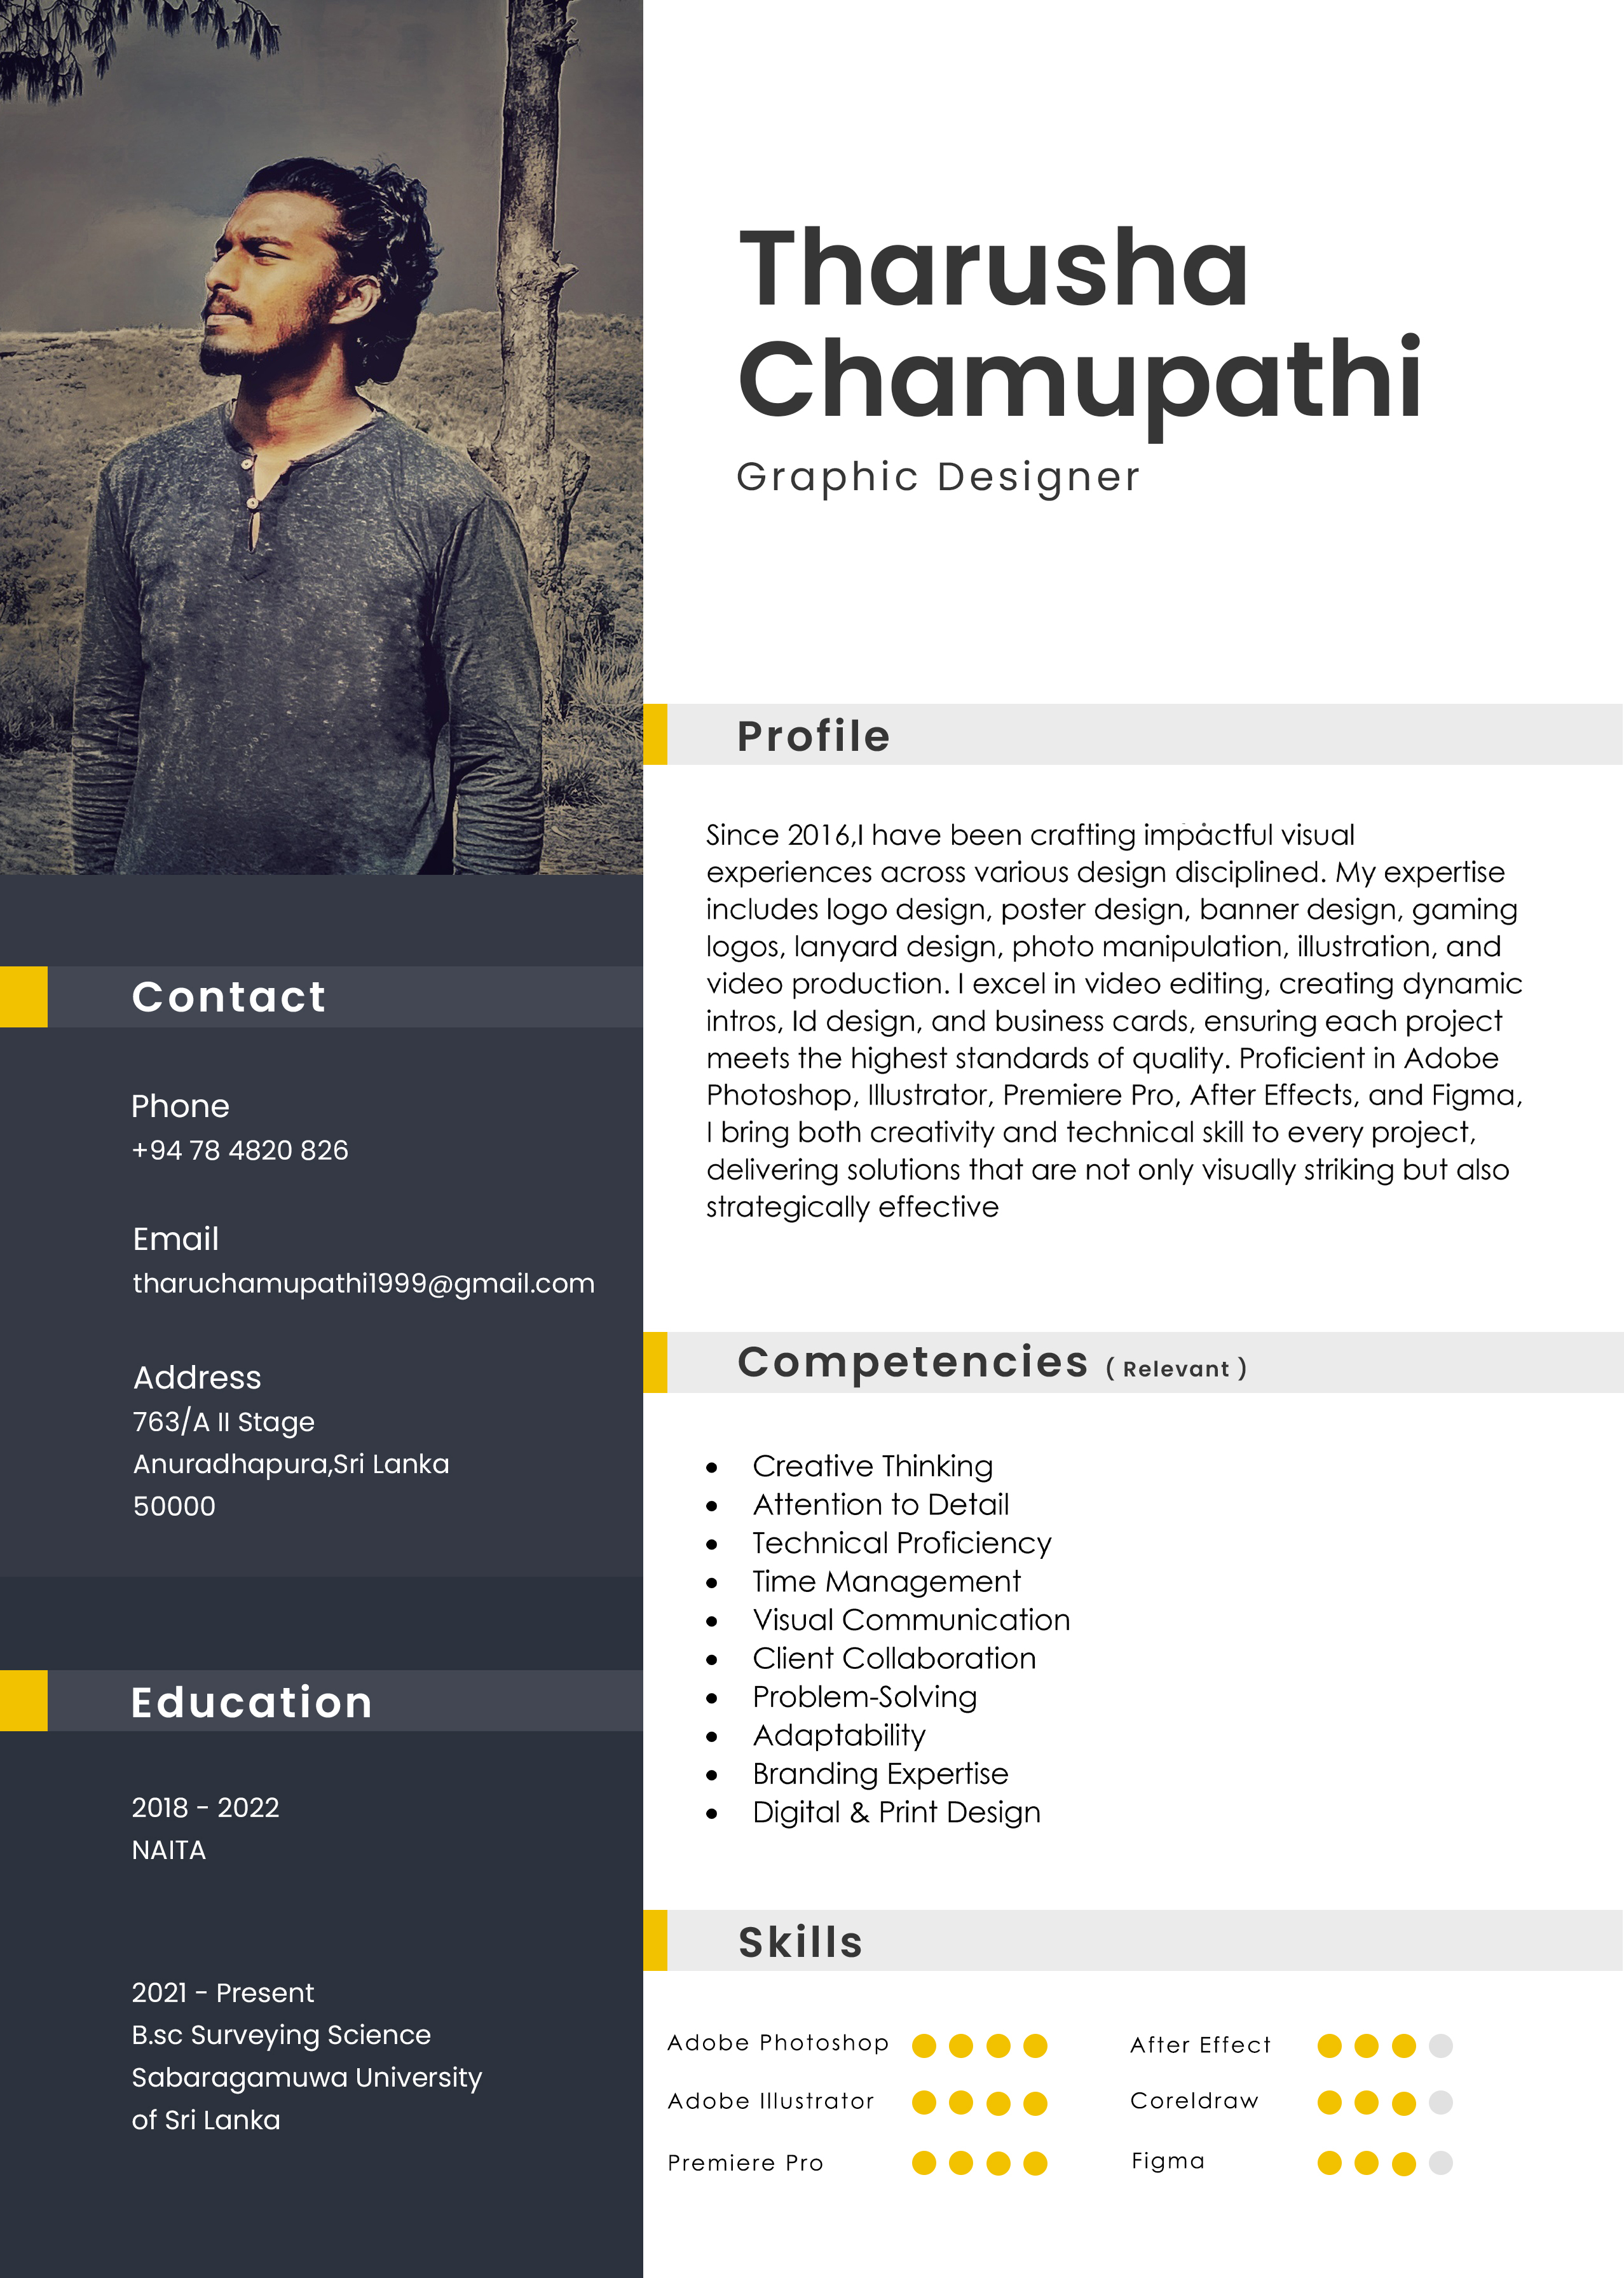 Tharusha
Chamupathi
Graphic Designer
Contact
Phone
+94 78 4820 826
Email
tharuchamupathi1999@gmail.com
Address
763/A II Stage
Anuradhapura,Sri Lanka
50000
Education
2018 - 2022
NAITA
2021 - Present
B.sc Surveying Science
Sabaragamuwa University
of Sri Lanka
Profile
Since 2016,I have been crafting impactful visual
experiences across various design disciplined. My expertise
includes logo design, poster design, banner design, gaming
logos, lanyard design, photo manipulation, illustration, and
video production. I excel in video editing, creating dynamic
intros, Id design, and business cards, ensuring each project
meets the highest standards of quality. Proficient in Adobe
Photoshop, Illustrator, Premiere Pro, After Effects, and Figma,
I bring both creativity and technical skill to every project,
delivering solutions that are not only visually striking but also
strategically effective
Competencies ( Relevant )
• Creative Thinking
• Attention to Detail
• Technical Proficiency
• Time Management
• Visual Communication
• Client Collaboration
• Problem-Solving
• Adaptability
• Branding Expertise
• Digital & Print Design
Skills
Adobe Photoshop
Adobe Illustrator
Premiere Pro
After Effect
Coreldraw
Figma